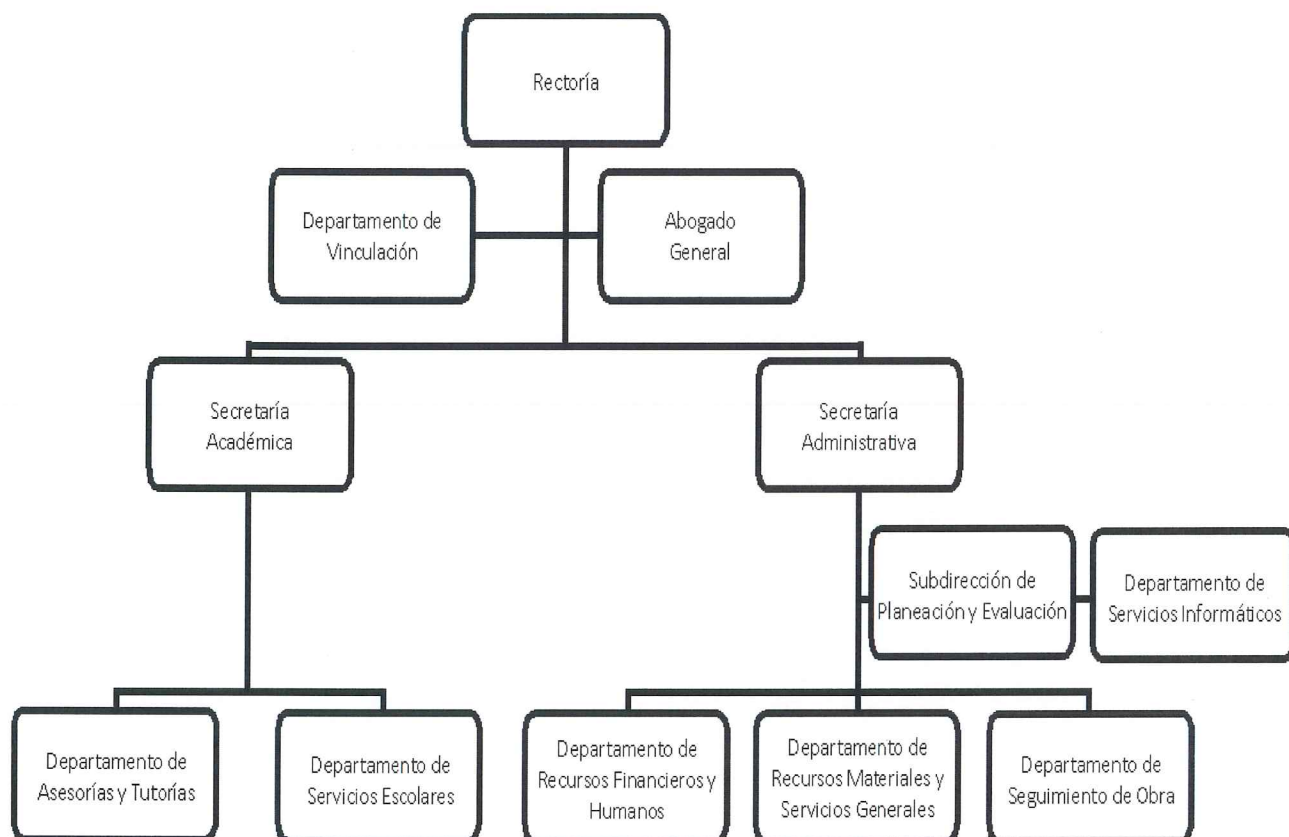 Rectoría
Departamento de
Vinculación
Abogado
General
Secretaría
Académica
Secretaría
Administrativa
Subdirección de
Planeación y Evaluación
Departamento de
Servicios Informáticos
Departamento de
Asesorías y Tutorías
Departamento de
Servicios Escolares
Departamento de
Recursos Financieros y
Humanos
Departamento de
Recursos Materiales y
Servicios Generales
Departamento de
Seguimiento de Obra